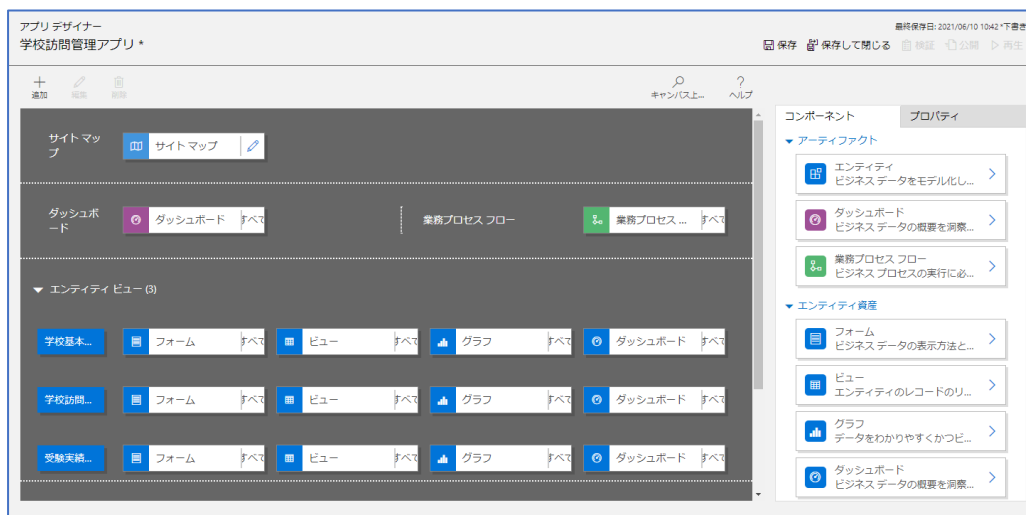 アプリ デザイナー
学校訪問管理アプリ *
最終保存日: 2021/06/10 10:42 *下書き
保存 保存して閉じる 検証 公開 再生
追加 編集 削除 キャンバス上... ヘルプ
コンポーネント プロパティ
サイト マッ
プ
サイト マップ
ダッシュボ
ード
ダッシュボード すべて
業務プロセス フロー
業務プロセス ... すべて
エンティティ ビュー (3)
学校基本... フォーム すべて ビュー すべて グラフ すべて ダッシュボード すべて
学校訪問... フォーム すべて ビュー すべて グラフ すべて ダッシュボード すべて
受験実績... フォーム すべて ビュー すべて グラフ すべて ダッシュボード すべて
アーティファクト
エンティティ
ビジネス データをモデル化し...
ダッシュボード
ビジネス データの概要を洞察...
業務プロセス フロー
ビジネス プロセスの実行に必...
エンティティ資産
フォーム
ビジネス データの表示方法と...
ビュー
エンティティのレコードのリ...
グラフ
データをわかりやすくかつビ...
ダッシュボード
ビジネス データの概要を洞察...